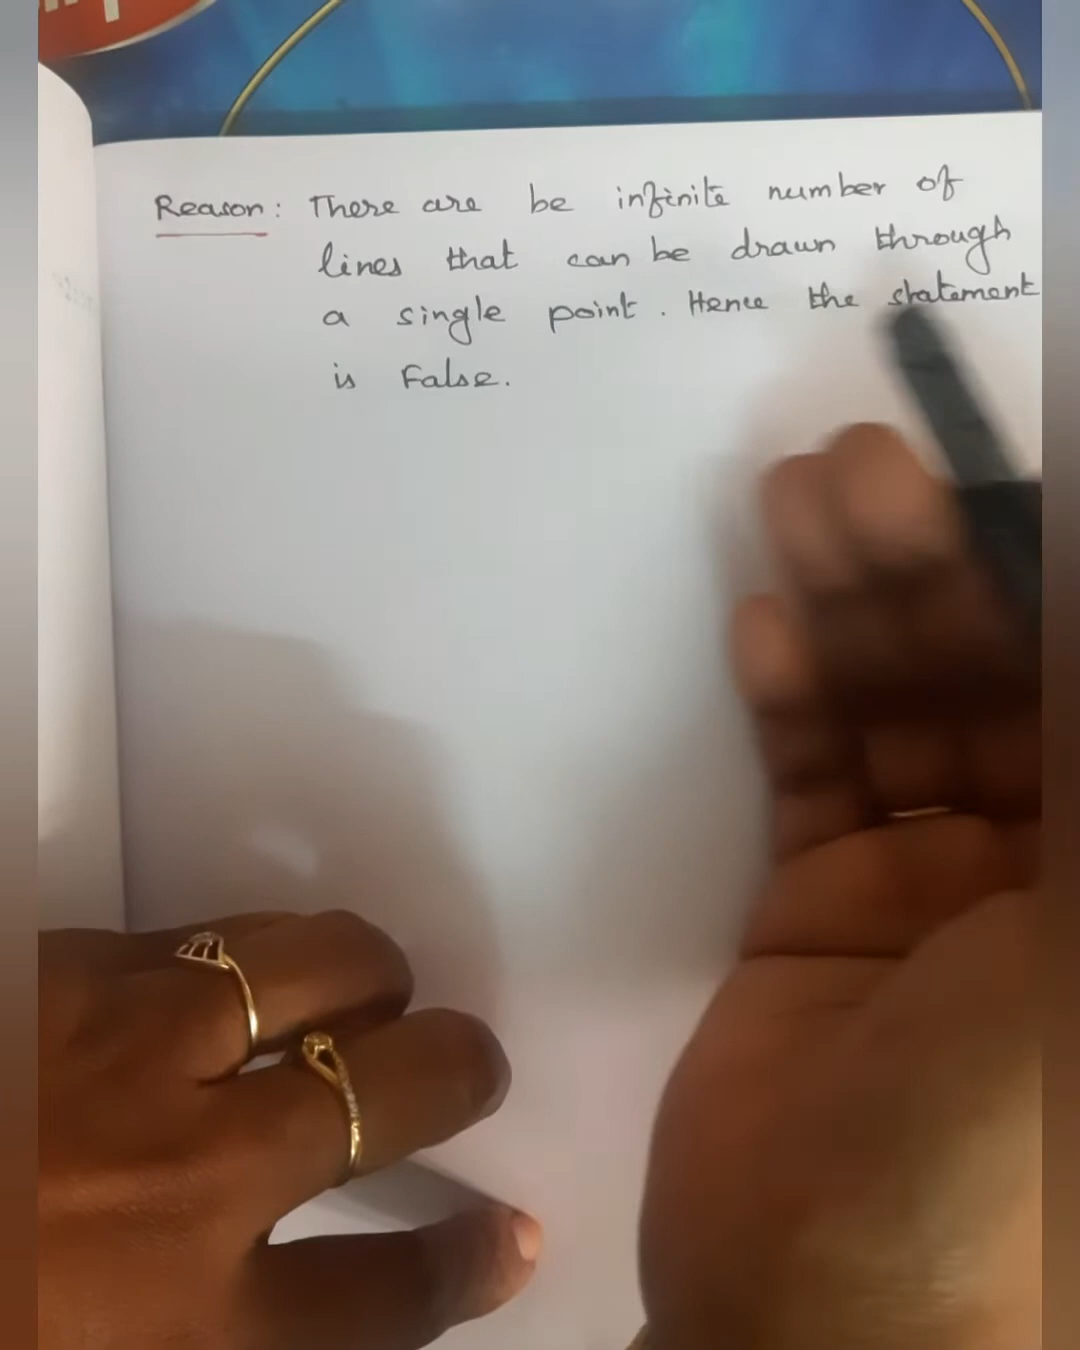 Reason: There are be infinite number of
lines that can be drawn through
a single point. Hence the statement
is False.